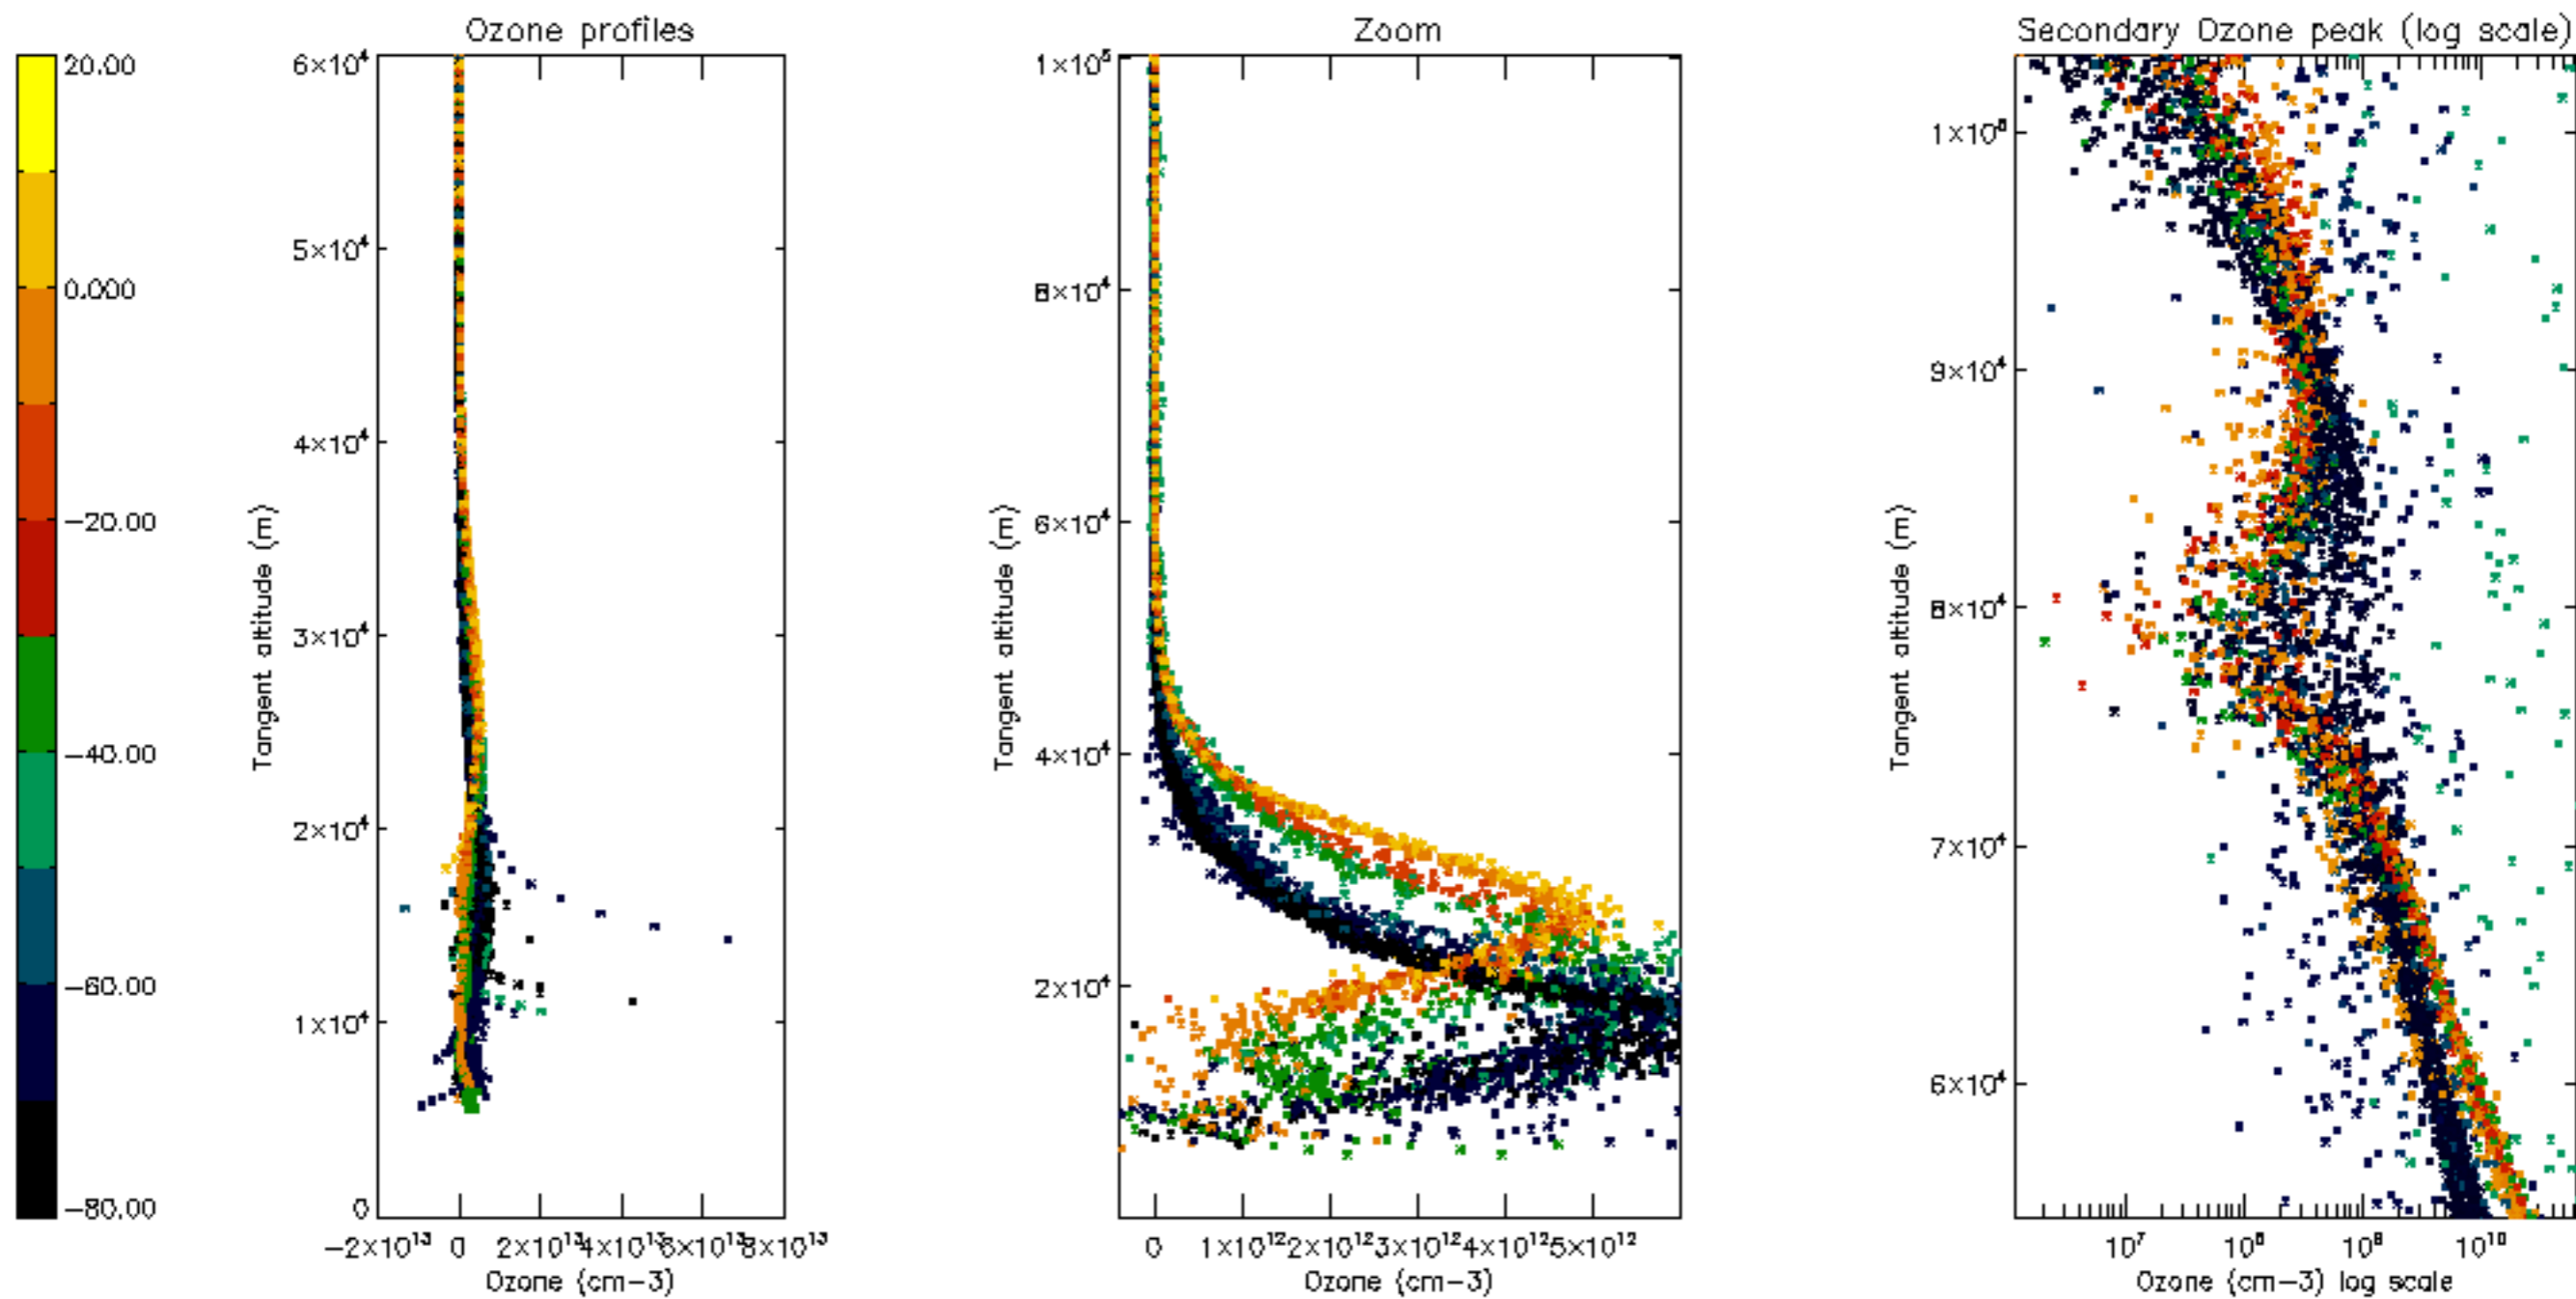 Ozone profiles
Zoom
Secondary Ozone peak (log scale)
20.00
0.000
−20.00
−40.00
−60.00
−80.00
6×10⁴
5×10⁴
4×10⁴
3×10⁴
2×10⁴
1×10⁴
0
Tangent altitude (m)
−2×10¹³ 0 2×10¹³ 4×10¹³ 6×10¹³ 8×10¹³
Ozone (cm−3)
1×10⁵
8×10⁴
6×10⁴
4×10⁴
2×10⁴
Tangent altitude (m)
0 1×10¹² 2×10¹² 3×10¹² 4×10¹² 5×10¹²
Ozone (cm−3)
1×10⁵
9×10⁴
8×10⁴
7×10⁴
6×10⁴
Tangent altitude (m)
10⁷ 10⁸ 10⁹ 10¹⁰
Ozone (cm−3) log scale